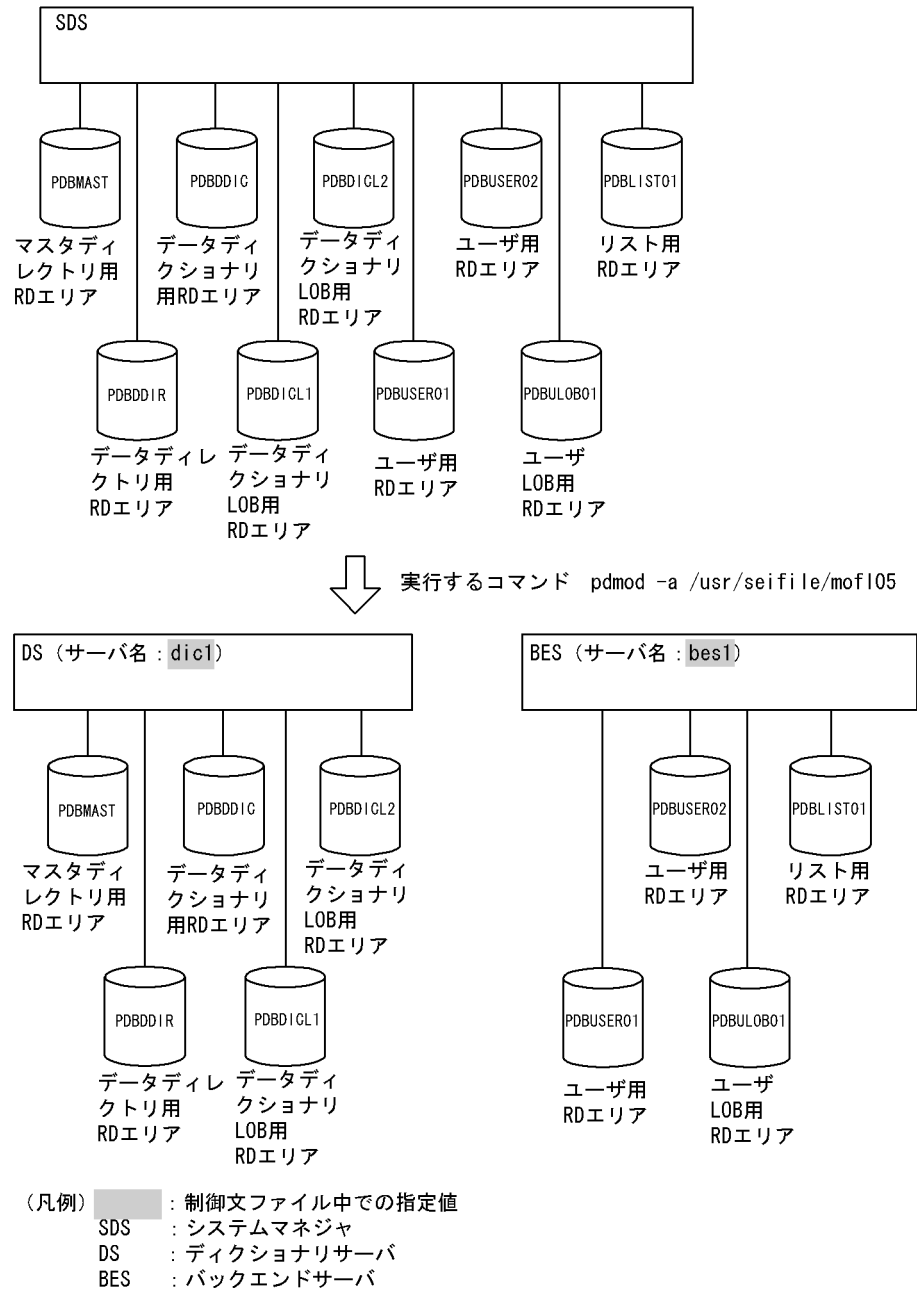 SDS
PDBMAST
PDBDDIC
PDBDICL2
PDBUSER02
PDBLIST01
マスタディ
レクトリ用
RDエリア
データディ
クショナリ
用RDエリア
データディ
クショナリ
LOB用
RDエリア
ユーザ用
RDエリア
リスト用
RDエリア
PDBDDIR
PDBDICL1
PDBUSER01
PDBULOB01
データディレ
クトリ用
RDエリア
データディ
クショナリ
LOB用
RDエリア
ユーザ用
RDエリア
ユーザ
LOB用
RDエリア
実行するコマンド pdmod -a /usr/seifile/mofl05
DS（サーバ名：dic1）
BES（サーバ名：bes1）
PDBMAST
PDBDDIC
PDBDICL2
PDBUSER02
PDBLIST01
マスタディ
レクトリ用
RDエリア
データディ
クショナリ
用RDエリア
データディ
クショナリ
LOB用
RDエリア
ユーザ用
RDエリア
リスト用
RDエリア
PDBDDIR
PDBDICL1
PDBUSER01
PDBULOB01
データディレ
クトリ用
RDエリア
データディ
クショナリ
LOB用
RDエリア
ユーザ用
RDエリア
ユーザ
LOB用
RDエリア
（凡例） ：制御文ファイル中での指定値
SDS ：システムマネジャ
DS ：ディクショナリサーバ
BES ：バックエンドサーバ